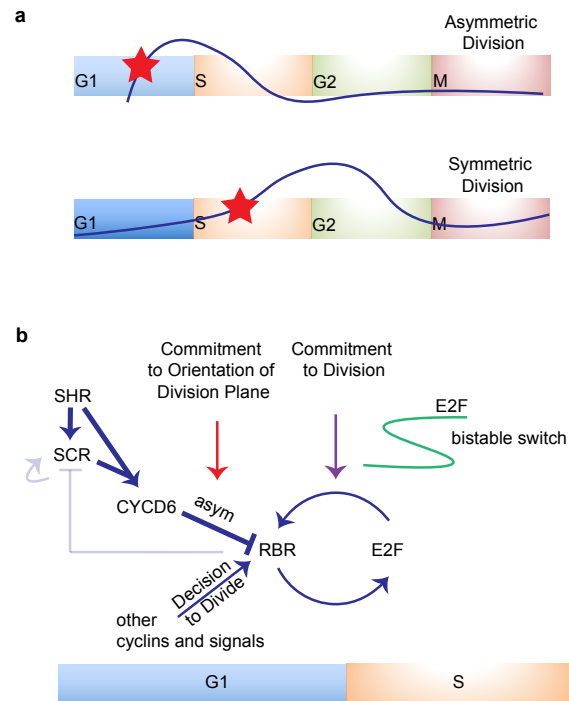 a
Asymmetric
Division
G1
S
G2
M
Symmetric
Division
G1
S
G2
M
b
Commitment
to Orientation of
Division Plane
Commitment
to Division
SHR
E2F
bistable switch
SCR
CYCD6
asym
RBR
E2F
Decision
to Divide
other
cyclins and signals
G1
S